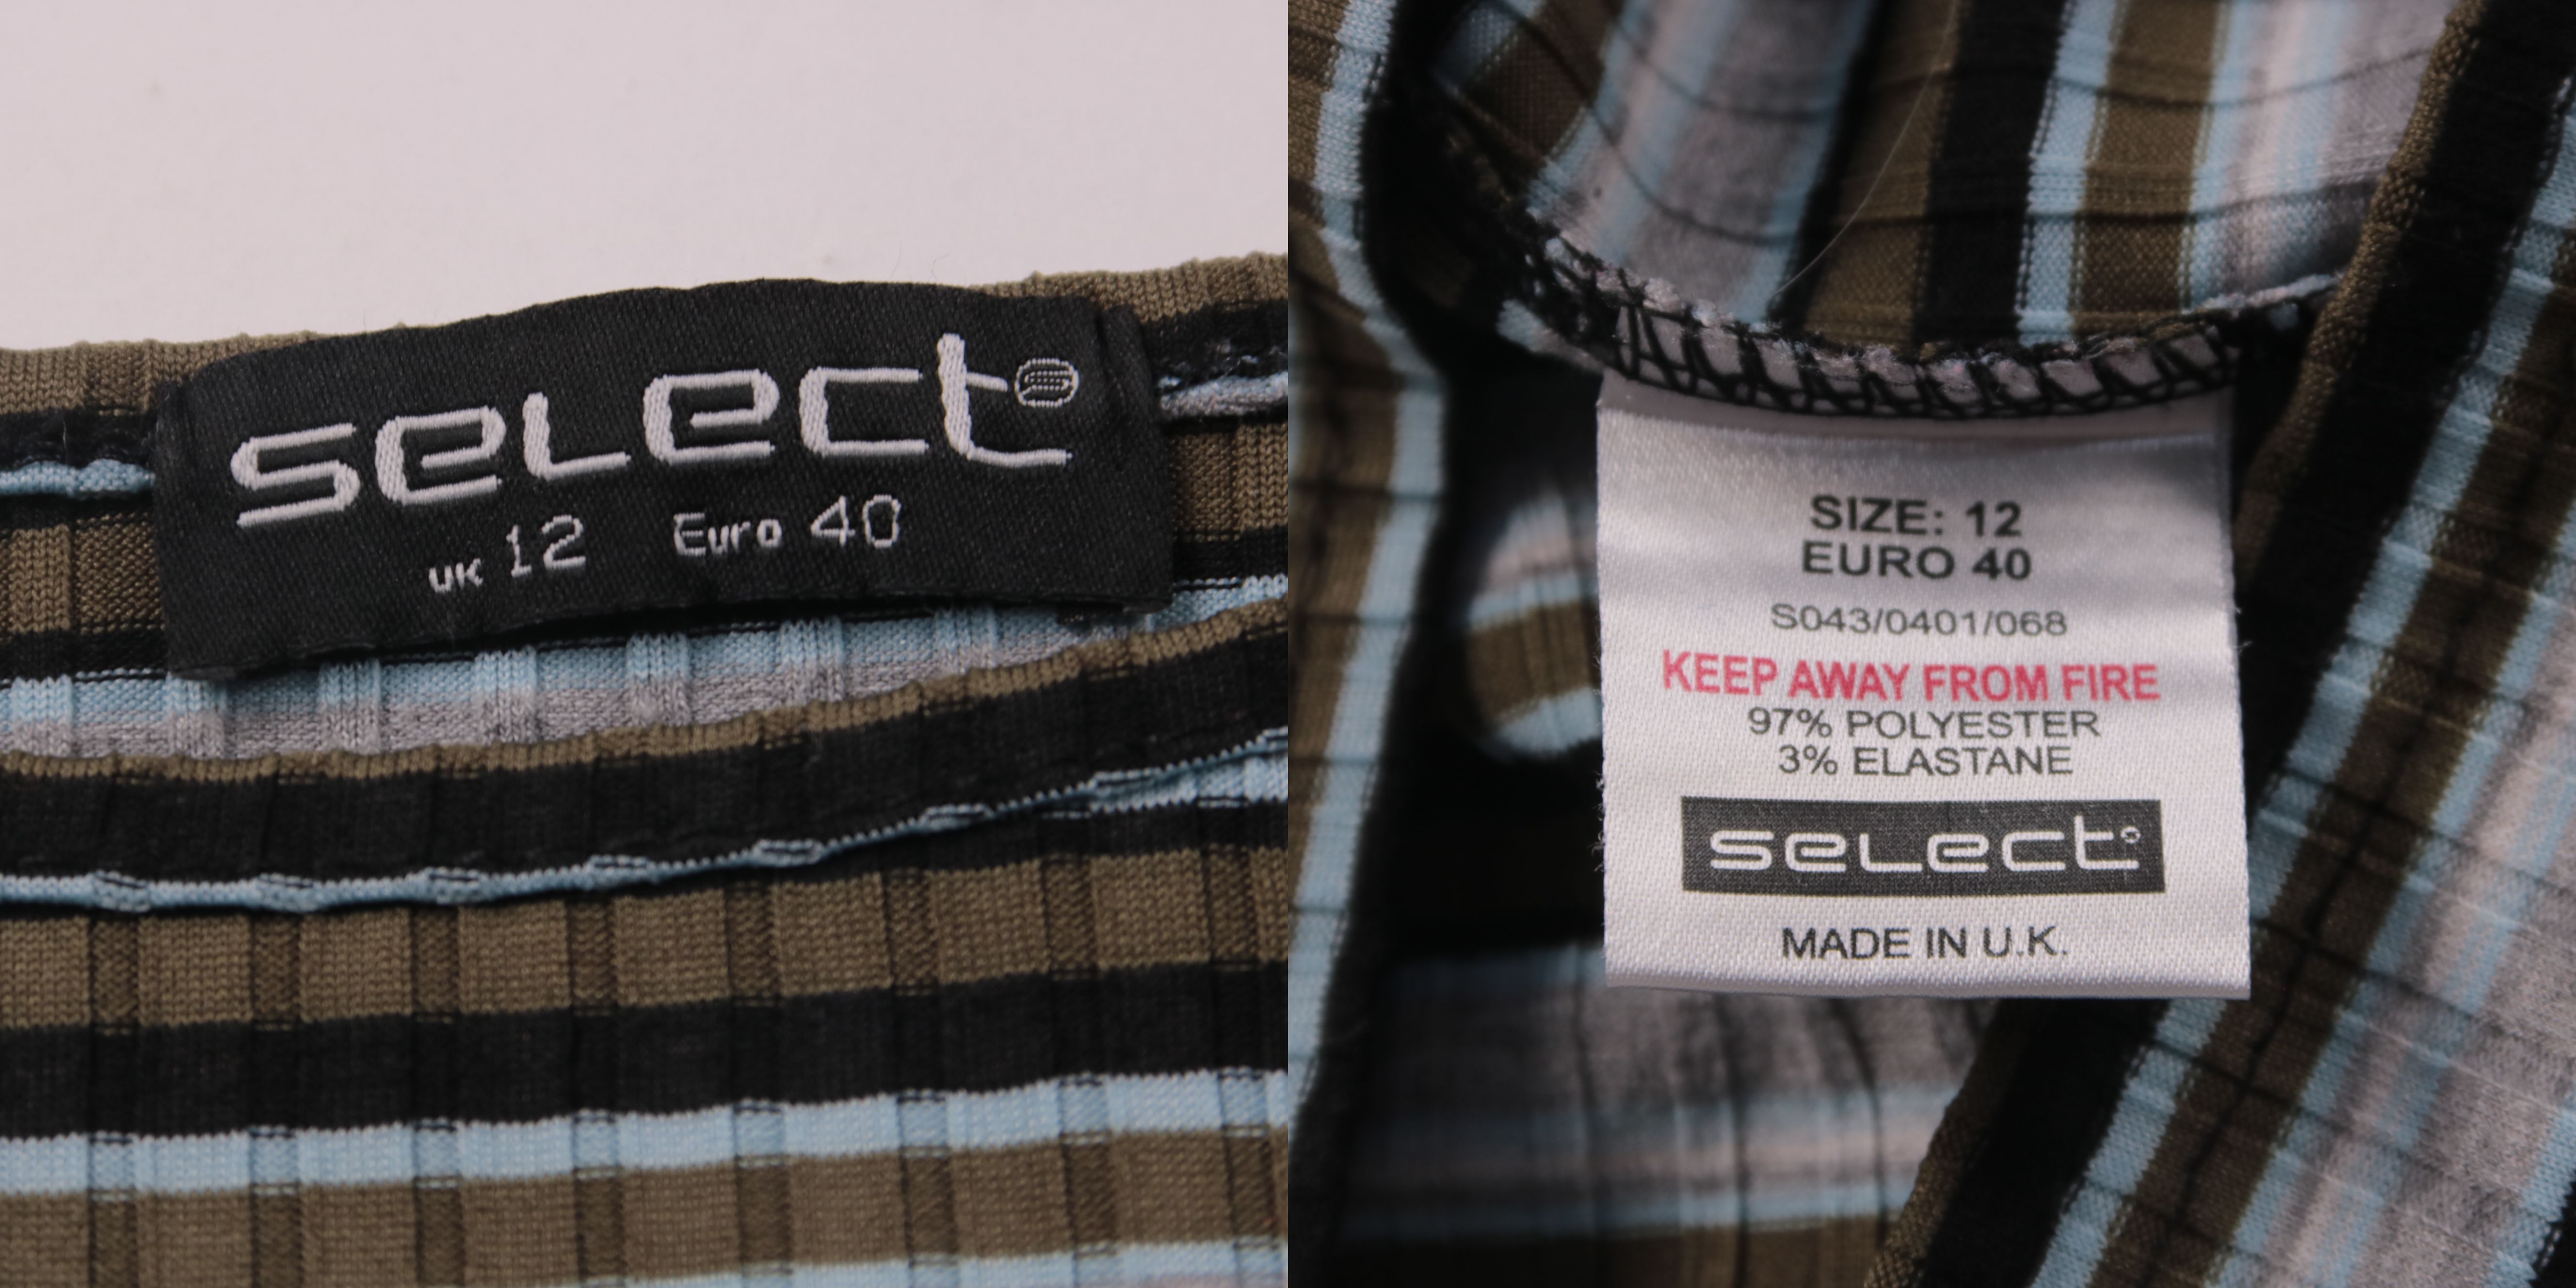 select
UK 12 Euro 40
SIZE: 12
EURO 40
S043/0401/068
KEEP AWAY FROM FIRE
97% POLYESTER
3% ELASTANE
select
MADE IN U.K.